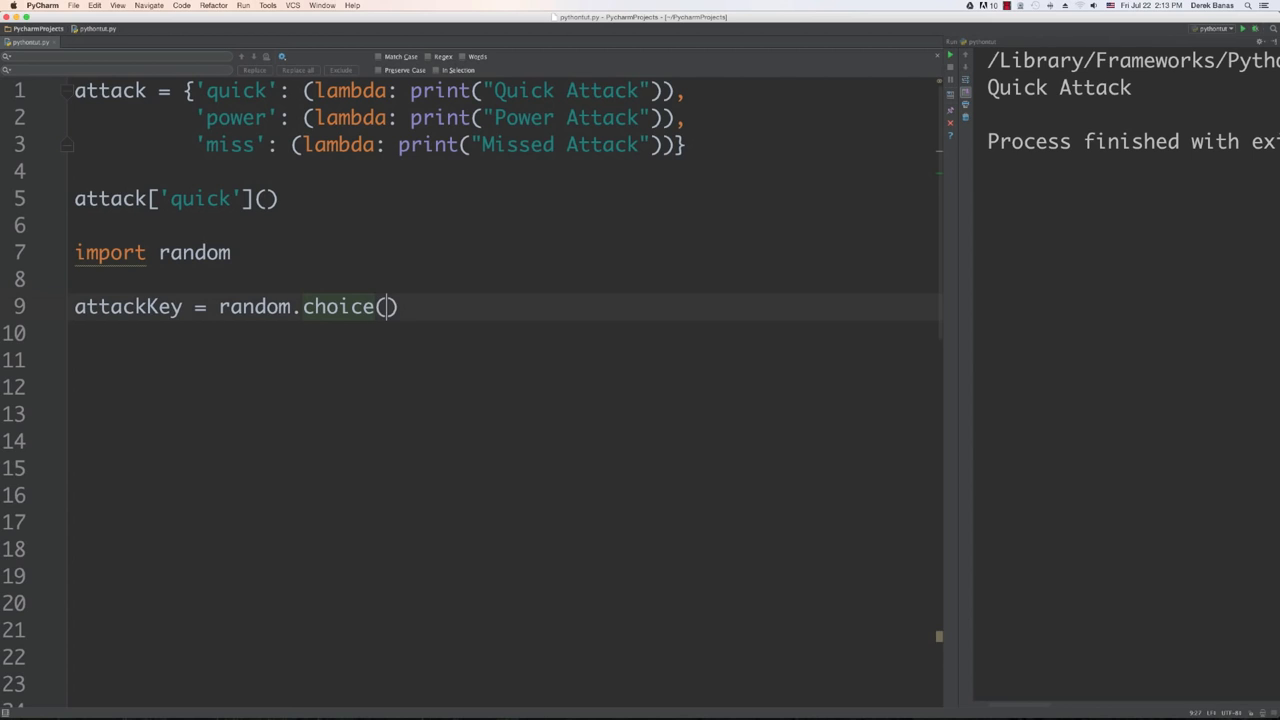 PyCharm File Edit View Navigate Code Refactor Run Tools VCS Window Help
10 Fri Jul 22 2:13 PM Derek Banas
pythontut.py - PycharmProjects - [~/PycharmProjects]
PycharmProjects pythontut.py
pythontut
pythontut.py
Run pythontut
Match Case Regex Words
Replace Replace all Exclude Preserve Case In Selection
1 attack = {'quick': (lambda: print("Quick Attack")),
2 'power': (lambda: print("Power Attack")),
3 'miss': (lambda: print("Missed Attack"))}
4
5 attack['quick']()
6
7 import random
8
9 attackKey = random.choice()
10
11
12
13
14
15
16
17
18
19
20
21
22
23
/Library/Frameworks/Pytho
Quick Attack
Process finished with ext
9:27 LF≑ UTF-8≑